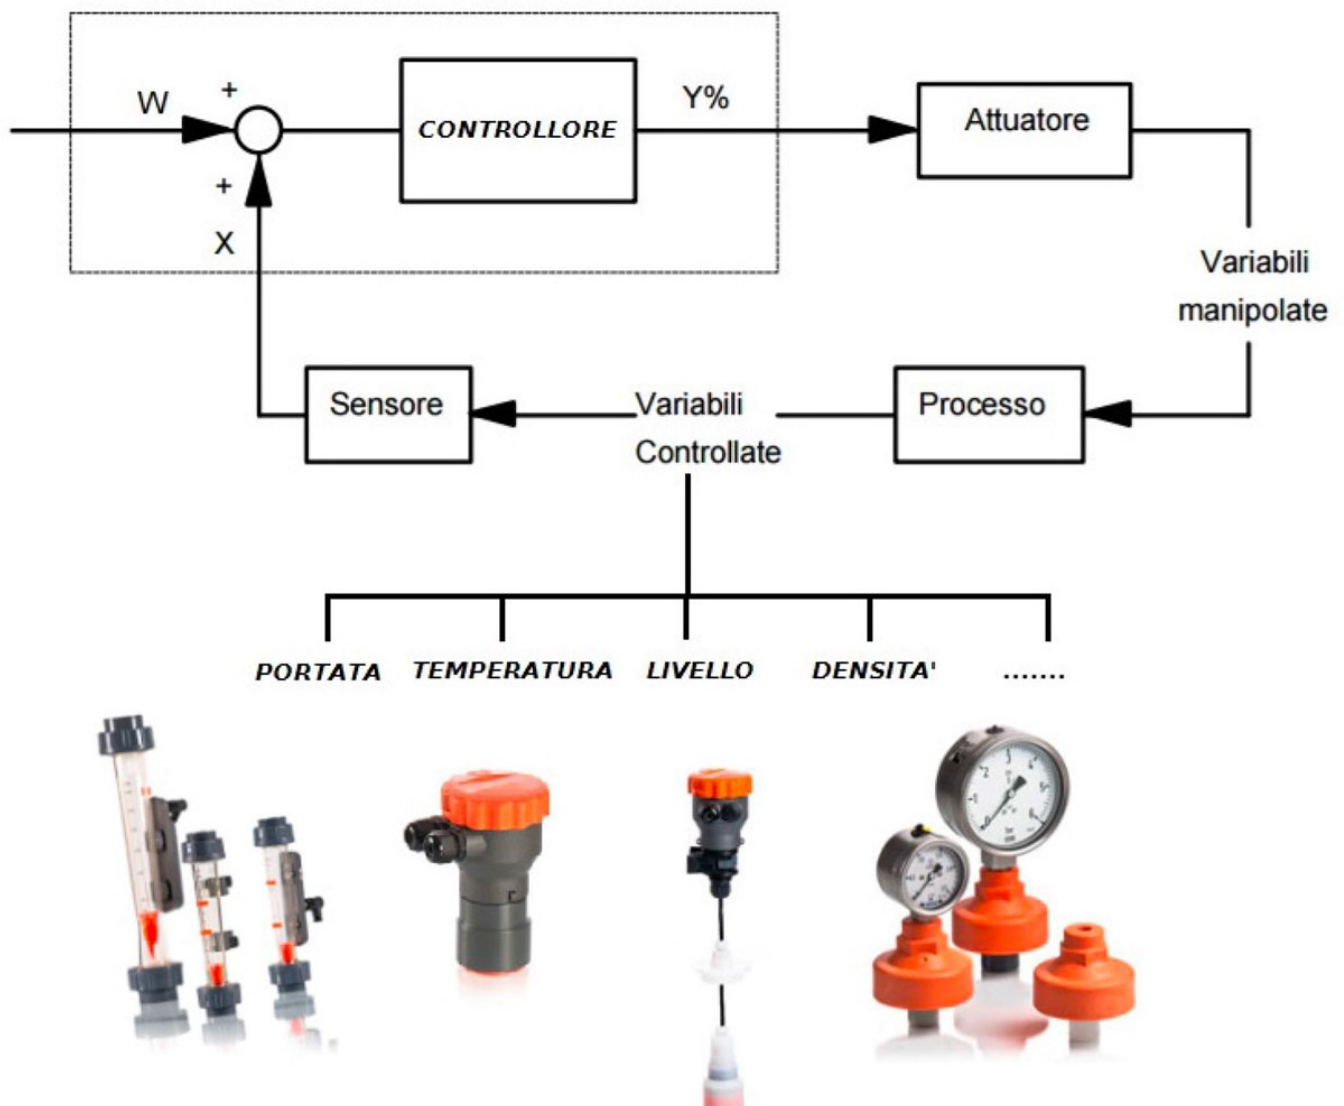 W
+
CONTROLLORE
Y%
Attuatore
+
X
Variabili
manipolate
Sensore
Variabili
Controllate
Processo
PORTATA TEMPERATURA LIVELLO DENSITA' .......